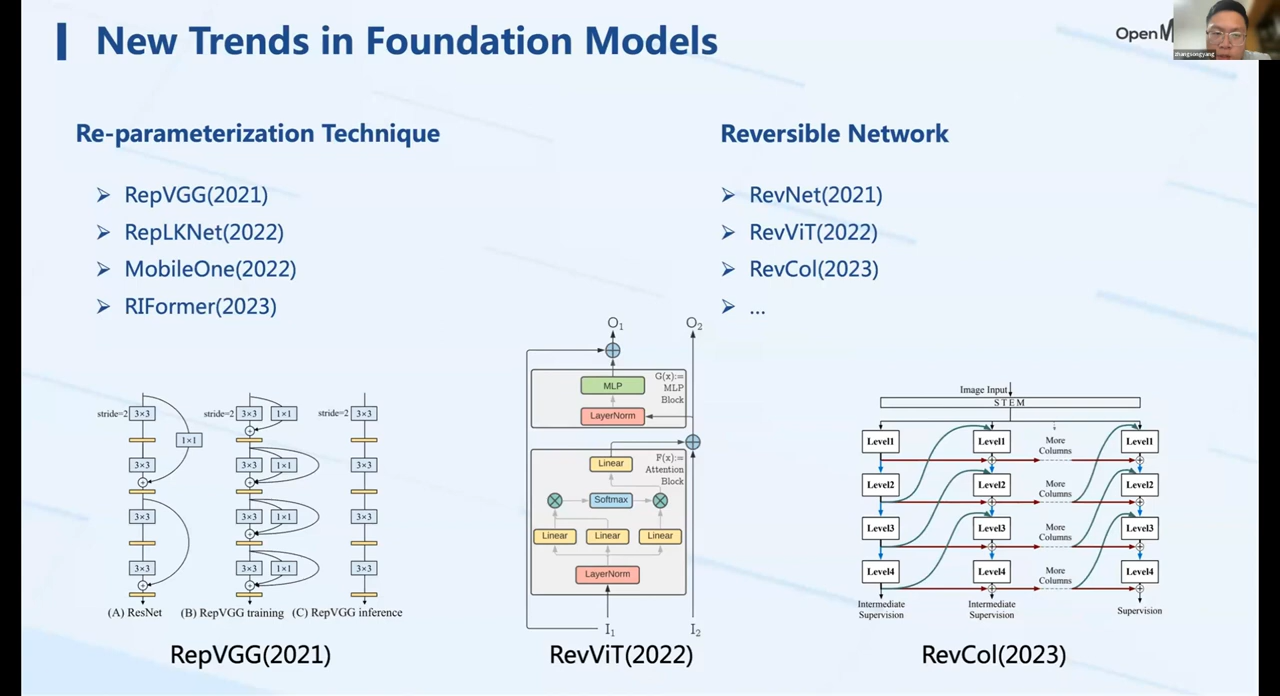 New Trends in Foundation Models
Open
zhangsongyang
Re-parameterization Technique
RepVGG(2021)
RepLKNet(2022)
MobileOne(2022)
RIFormer(2023)
Reversible Network
RevNet(2021)
RevViT(2022)
RevCol(2023)
...
stride=2 3×3
1×1
3×3
3×3
3×3
(A) ResNet
stride=2 3×3 1×1
3×3 1×1
3×3 1×1
3×3 1×1
(B) RepVGG training
stride=2 3×3
3×3
3×3
3×3
(C) RepVGG inference
RepVGG(2021)
O1 O2
G(x):=
MLP
Block
MLP
LayerNorm
F(x):=
Attention
Block
Linear
Softmax
Linear Linear Linear
LayerNorm
I1 I2
RevViT(2022)
Image Input
STEM
Level1 Level1 More Columns Level1
Level2 Level2 More Columns Level2
Level3 Level3 More Columns Level3
Level4 Level4 More Columns Level4
Intermediate Supervision Intermediate Supervision Supervision
RevCol(2023)